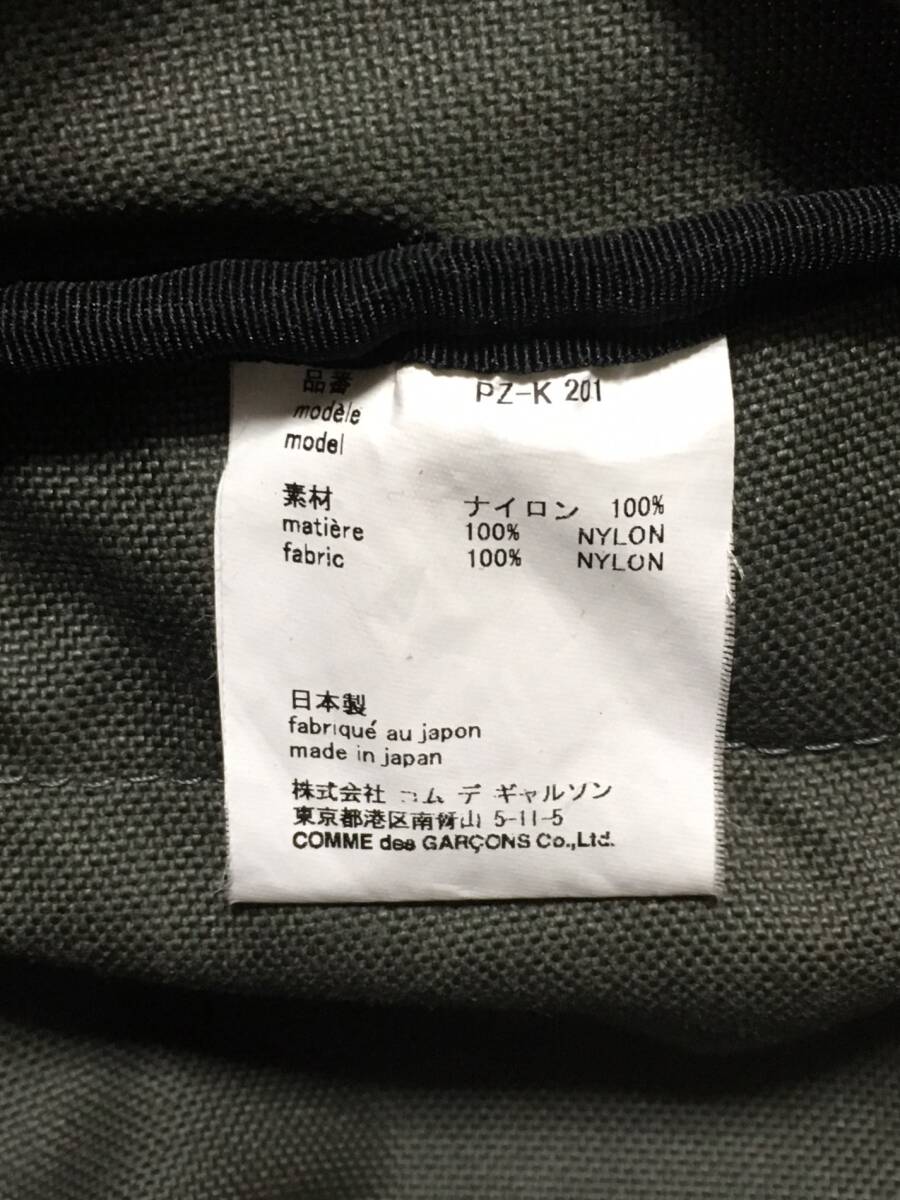 品番 PZ-K 201
modèle
model
素材 ナイロン 100%
matière 100% NYLON
fabric 100% NYLON
日本製
fabriqué au japon
made in japan
株式会社 コム デ ギャルソン
東京都港区南青山 5-11-5
COMME des GARÇONS Co.,Ltd.